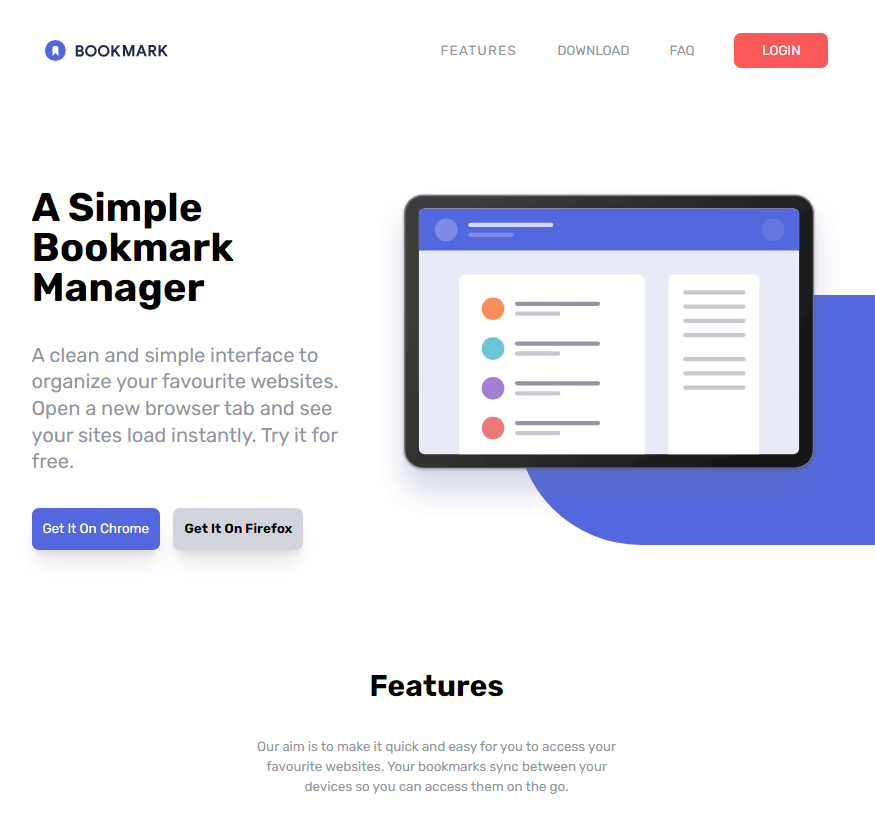 BOOKMARK
FEATURES
DOWNLOAD
FAQ
LOGIN
A Simple
Bookmark
Manager
A clean and simple interface to
organize your favourite websites.
Open a new browser tab and see
your sites load instantly. Try it for
free.
Get It On Chrome
Get It On Firefox
Features
Our aim is to make it quick and easy for you to access your
favourite websites. Your bookmarks sync between your
devices so you can access them on the go.